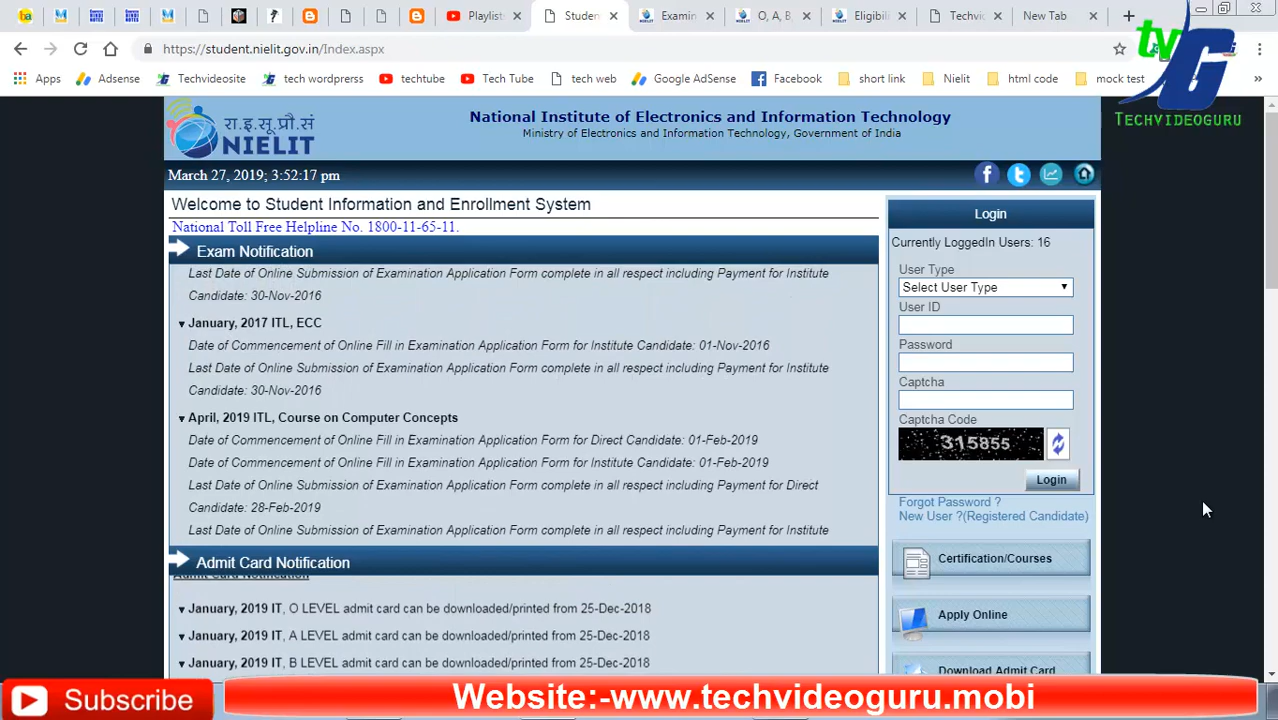 Playlist
Studen
Examin
O, A,
Eligibili
Techvi
New Tab
https://student.nielit.gov.in/Index.aspx
Apps
Adsense
Techvideosite
tech wordprerss
techtube
Tech Tube
tech web
Google AdSense
Facebook
short link
Nielit
html code
mock test
tv G
TECHVIDEOGURU
रा.इ.सू.प्रौ.सं
NIELIT
National Institute of Electronics and Information Technology
Ministry of Electronics and Information Technology, Government of India
March 27, 2019; 3:52:17 pm
Welcome to Student Information and Enrollment System
National Toll Free Helpline No. 1800-11-65-11.
Exam Notification
Last Date of Online Submission of Examination Application Form complete in all respect including Payment for Institute
Candidate: 30-Nov-2016
January, 2017 ITL, ECC
Date of Commencement of Online Fill in Examination Application Form for Institute Candidate: 01-Nov-2016
Last Date of Online Submission of Examination Application Form complete in all respect including Payment for Institute
Candidate: 30-Nov-2016
April, 2019 ITL, Course on Computer Concepts
Date of Commencement of Online Fill in Examination Application Form for Direct Candidate: 01-Feb-2019
Date of Commencement of Online Fill in Examination Application Form for Institute Candidate: 01-Feb-2019
Last Date of Online Submission of Examination Application Form complete in all respect including Payment for Direct
Candidate: 28-Feb-2019
Last Date of Online Submission of Examination Application Form complete in all respect including Payment for Institute
Admit Card Notification
Admit Card Notification
January, 2019 IT, O LEVEL admit card can be downloaded/printed from 25-Dec-2018
January, 2019 IT, A LEVEL admit card can be downloaded/printed from 25-Dec-2018
January, 2019 IT, B LEVEL admit card can be downloaded/printed from 25-Dec-2018
Login
Currently LoggedIn Users: 16
User Type
Select User Type
User ID
Password
Captcha
Captcha Code
315855
Login
Forgot Password ?
New User ?(Registered Candidate)
Certification/Courses
Apply Online
Download Admit Card
Subscribe
Website:-www.techvideoguru.mobi